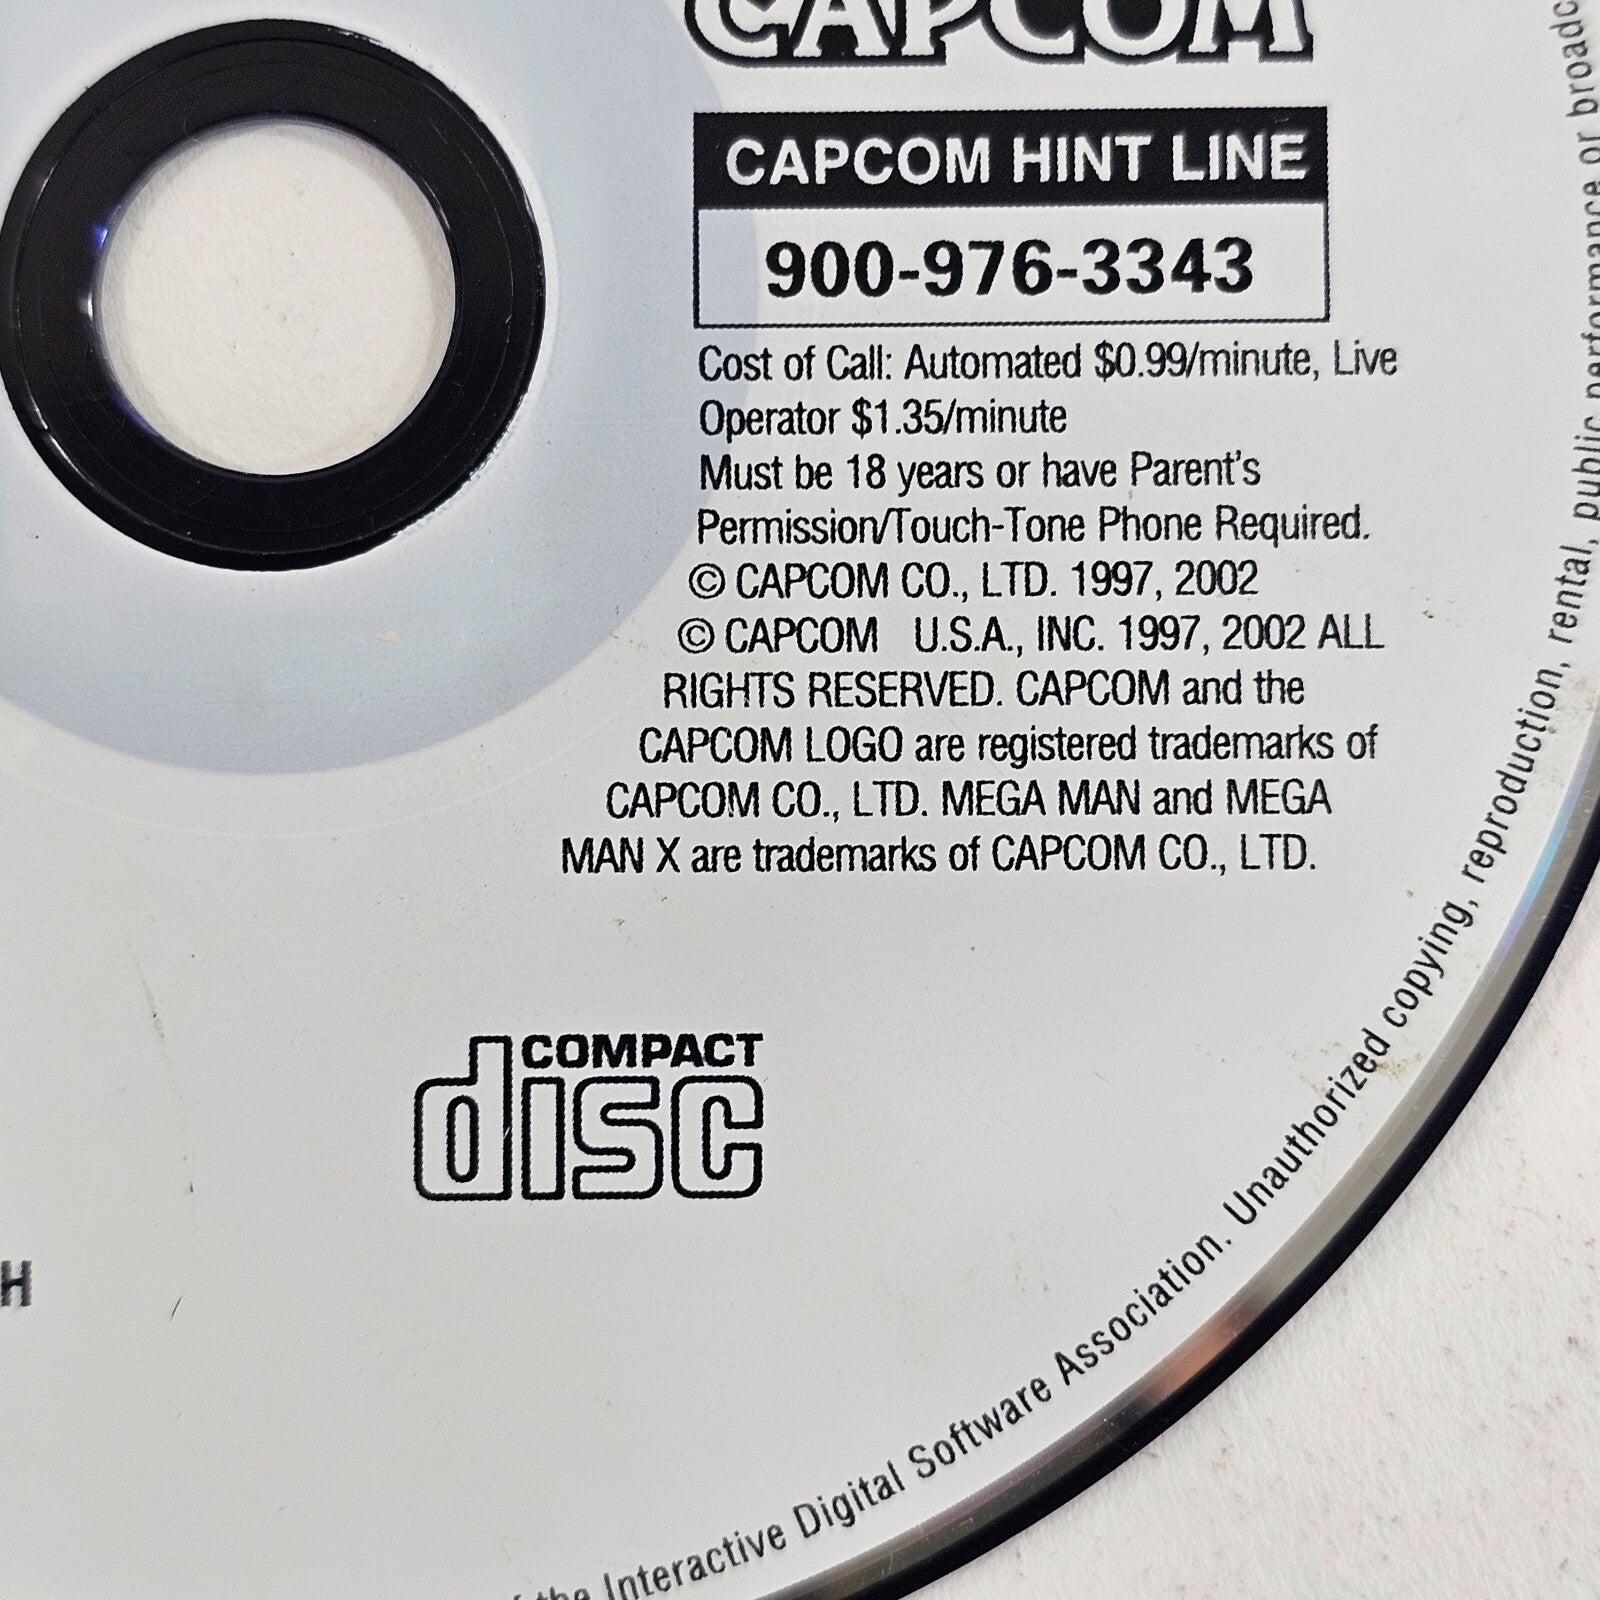 CAPCOM
CAPCOM HINT LINE
900-976-3343
Cost of Call: Automated $0.99/minute, Live
Operator $1.35/minute
Must be 18 years or have Parent's
Permission/Touch-Tone Phone Required.
© CAPCOM CO., LTD. 1997, 2002
© CAPCOM U.S.A., INC. 1997, 2002 ALL
RIGHTS RESERVED. CAPCOM and the
CAPCOM LOGO are registered trademarks of
CAPCOM CO., LTD. MEGA MAN and MEGA
MAN X are trademarks of CAPCOM CO., LTD.
COMPACT
disc
H
the Interactive Digital Software Association. Unauthorized copying, reproduction, rental, public performance or